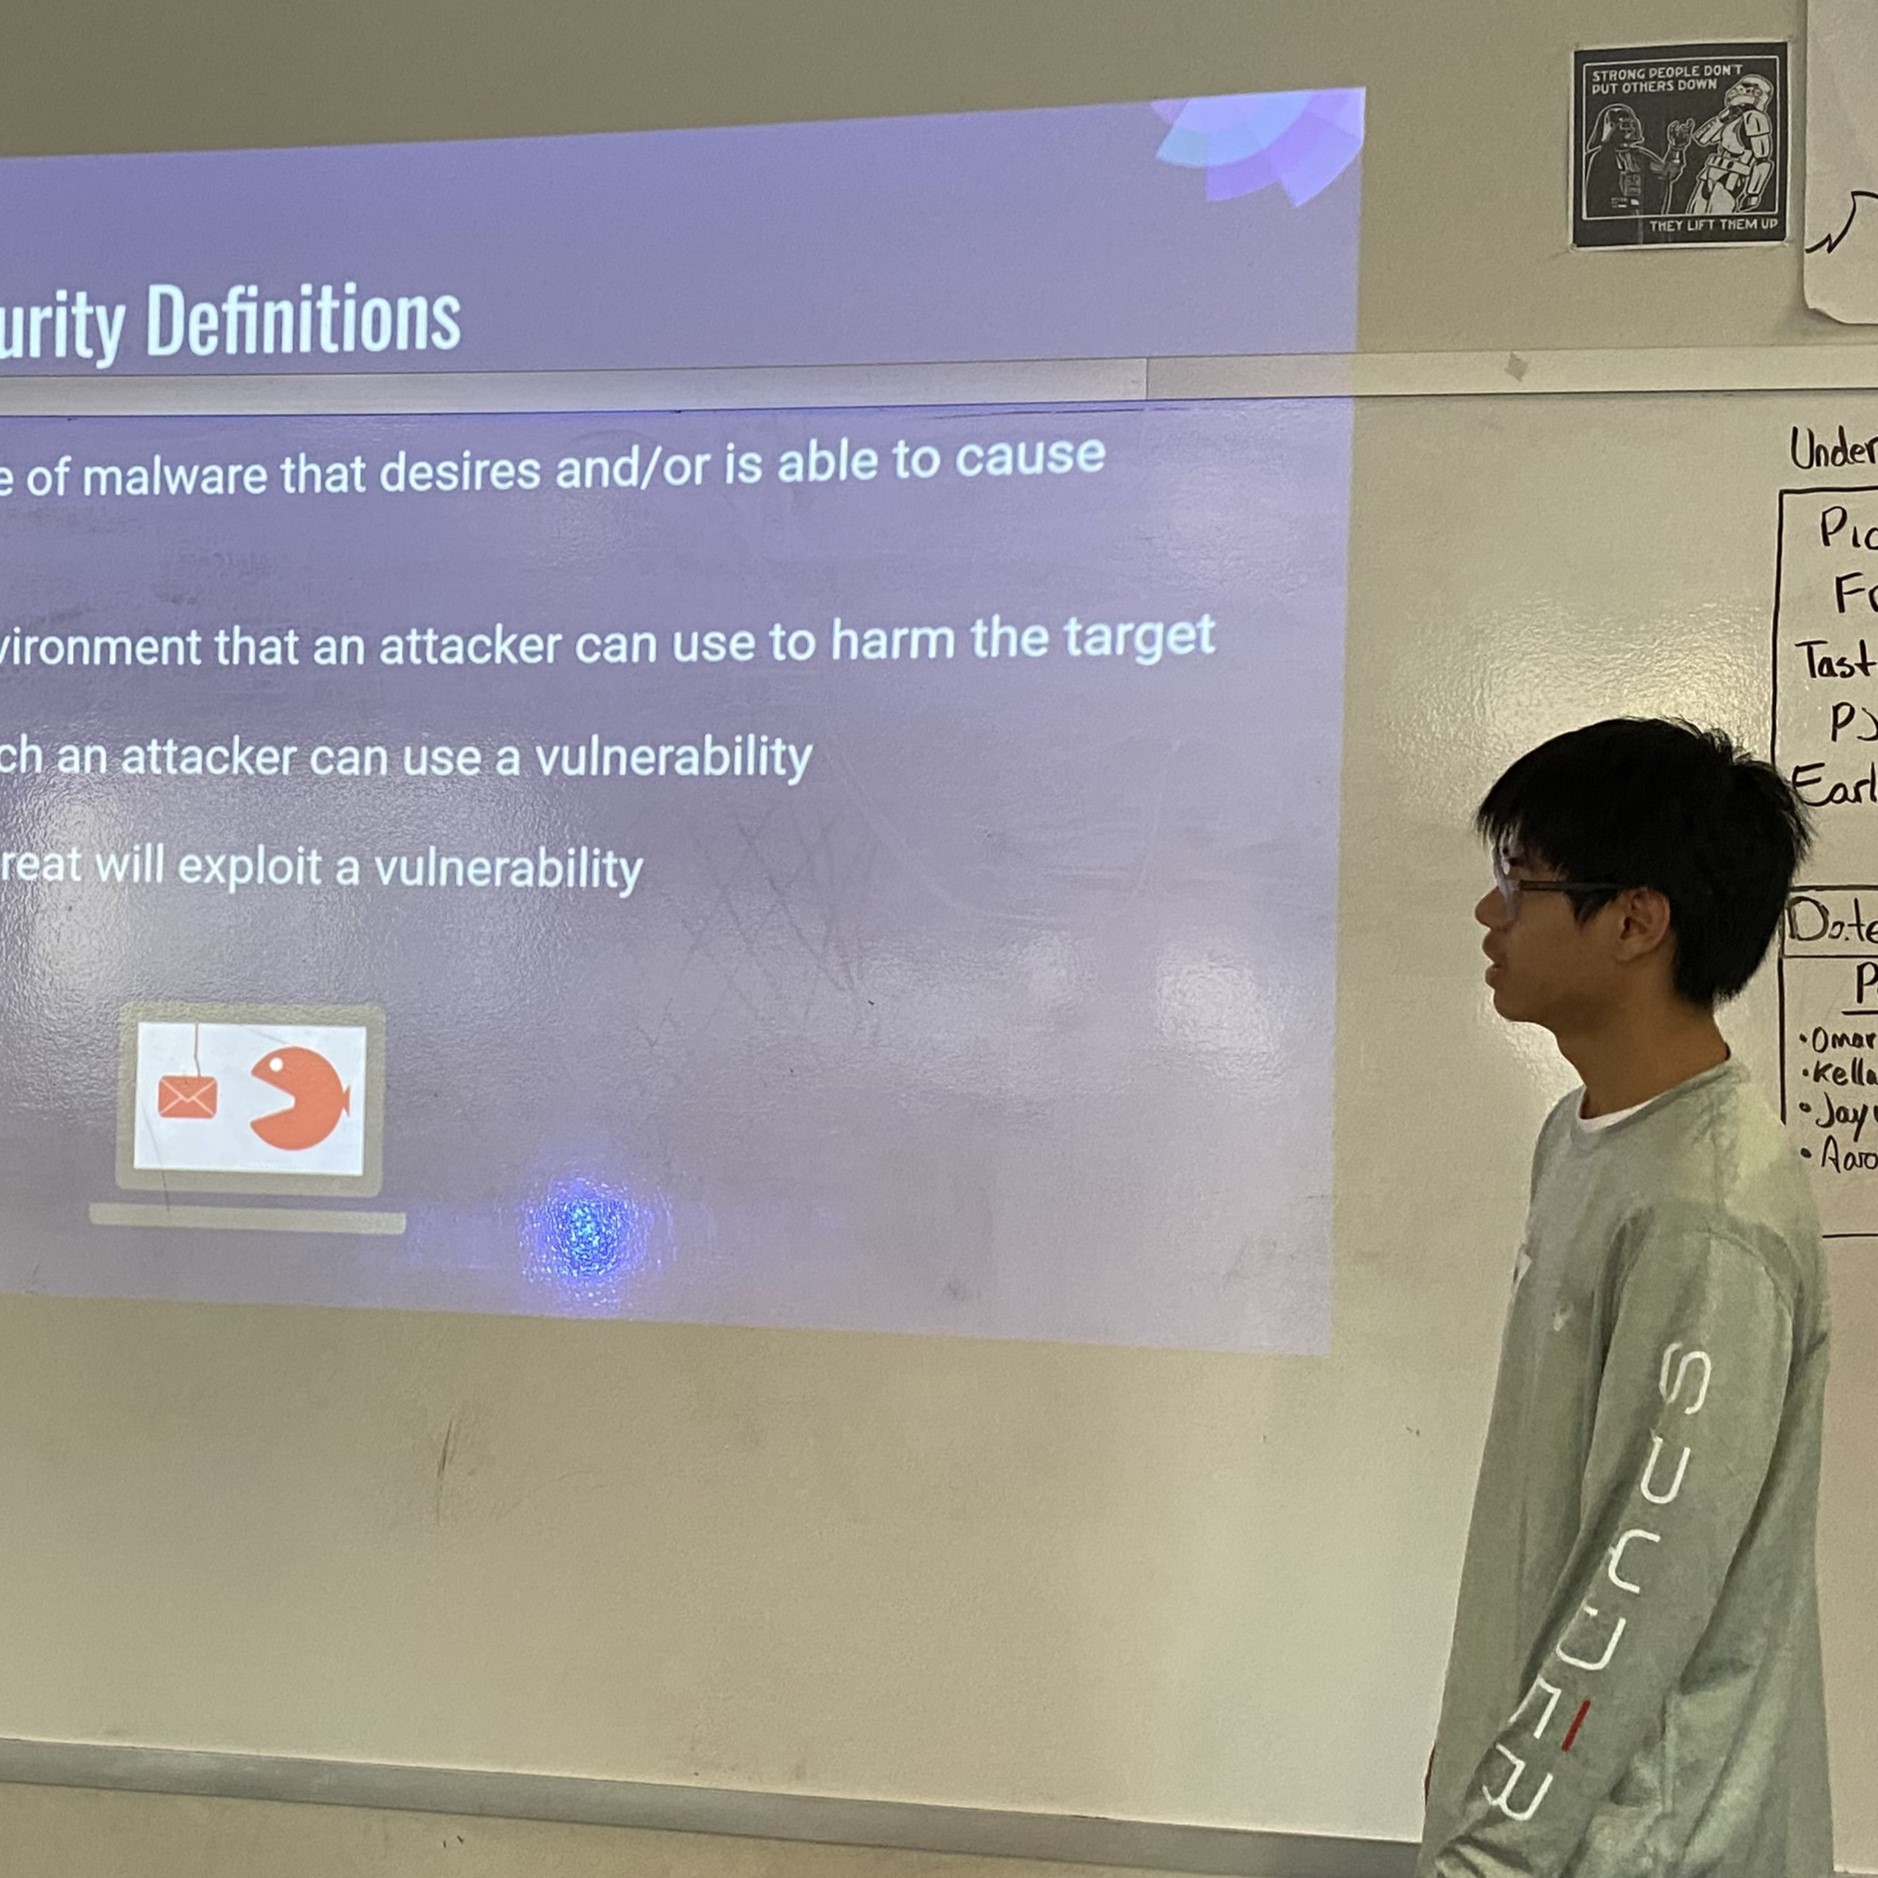 STRONG PEOPLE DON'T
PUT OTHERS DOWN
THEY LIFT THEM UP
urity Definitions
e of malware that desires and/or is able to cause
vironment that an attacker can use to harm the target
ch an attacker can use a vulnerability
reat will exploit a vulnerability
Under
Pic
Fr
Tast
Earl
Date
P
•Omar
•Kella
•Jay
•Aaro